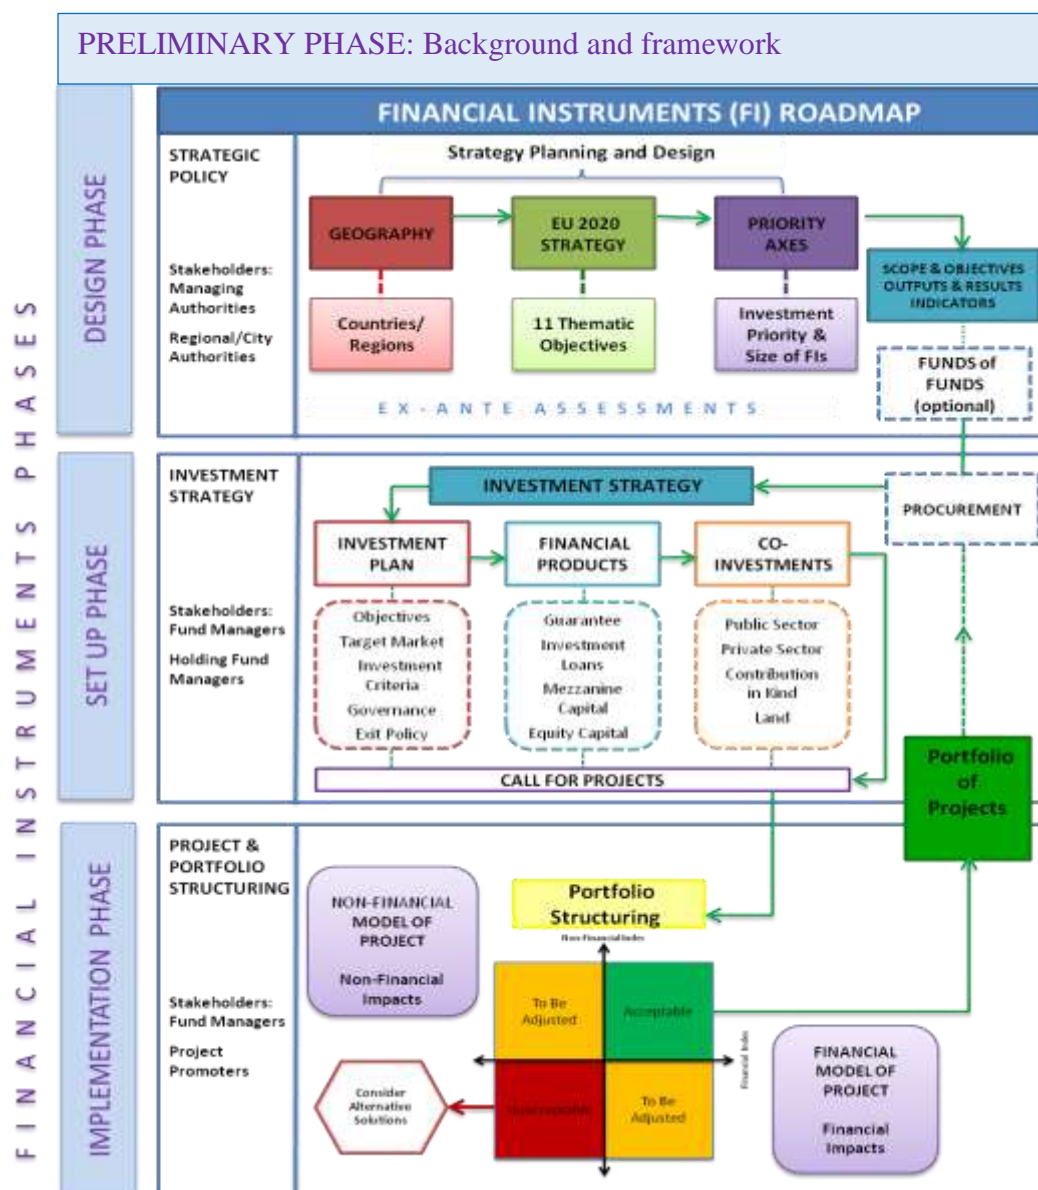 PRELIMINARY PHASE: Background and framework
FINANCIAL INSTRUMENTS PHASES
DESIGN PHASE
FINANCIAL INSTRUMENTS (FI) ROADMAP
STRATEGIC
POLICY
Stakeholders:
Managing
Authorities
Regional/City
Authorities
Strategy Planning and Design
GEOGRAPHY
EU 2020
STRATEGY
PRIORITY
AXES
SCOPE & OBJECTIVES
OUTPUTS & RESULTS
INDICATORS
Countries/
Regions
11 Thematic
Objectives
Investment
Priority &
Size of FIs
FUNDS of
FUNDS
(optional)
EX-ANTE ASSESSMENTS
SET UP PHASE
INVESTMENT
STRATEGY
Stakeholders:
Fund Managers
Holding Fund
Managers
INVESTMENT STRATEGY
PROCUREMENT
INVESTMENT
PLAN
FINANCIAL
PRODUCTS
CO-
INVESTMENTS
Objectives
Target Market
Investment
Criteria
Governance
Exit Policy
Guarantee
Investment
Loans
Mezzanine
Capital
Equity Capital
Public Sector
Private Sector
Contribution
in Kind
Land
CALL FOR PROJECTS
Portfolio
of
Projects
IMPLEMENTATION PHASE
PROJECT &
PORTFOLIO
STRUCTURING
Stakeholders:
Fund Managers
Project
Promoters
NON-FINANCIAL
MODEL OF
PROJECT
Non-Financial
Impacts
Portfolio
Structuring
Non-Financial Index
To Be
Adjusted
Acceptable
Financial Index
Unacceptable
To Be
Adjusted
Consider
Alternative
Solutions
FINANCIAL
MODEL OF
PROJECT
Financial
Impacts